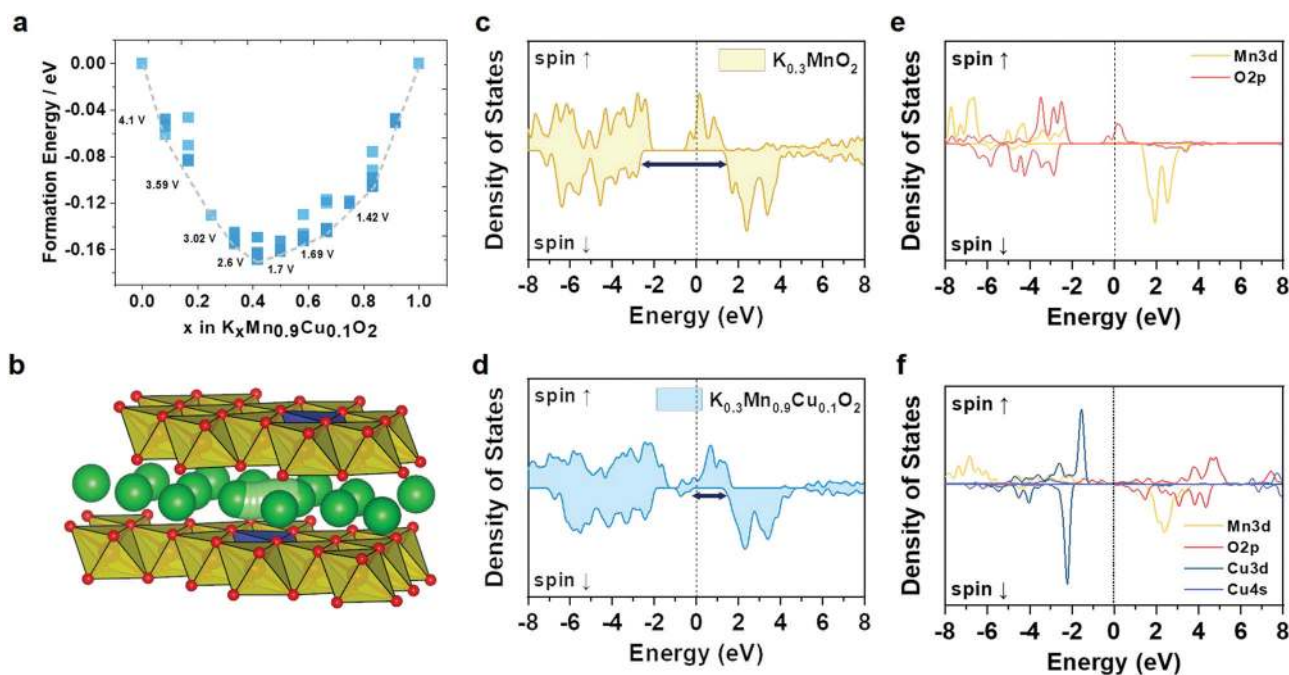 a
Formation Energy / eV
0.00
-0.04
-0.08
-0.12
-0.16
4.1 V
3.59 V
3.02 V
2.6 V
1.7 V
1.69 V
1.42 V
0.0 0.2 0.4 0.6 0.8 1.0
x in KₓMn₀.₉Cu₀.₁O₂
b
c
Density of States
spin ↑
K₀.₃MnO₂
spin ↓
-8 -6 -4 -2 0 2 4 6 8
Energy (eV)
d
Density of States
spin ↑
K₀.₃Mn₀.₉Cu₀.₁O₂
spin ↓
-8 -6 -4 -2 0 2 4 6 8
Energy (eV)
e
Density of States
spin ↑
Mn3d
O2p
spin ↓
-8 -6 -4 -2 0 2 4 6 8
Energy (eV)
f
Density of States
spin ↑
Mn3d
O2p
Cu3d
Cu4s
spin ↓
-8 -6 -4 -2 0 2 4 6 8
Energy (eV)